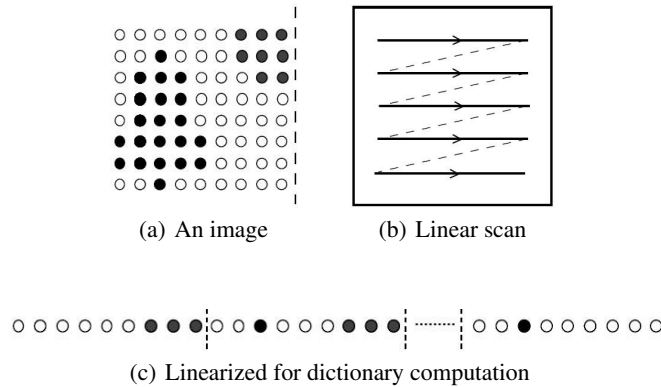 (a) An image
(b) Linear scan
(c) Linearized for dictionary computation